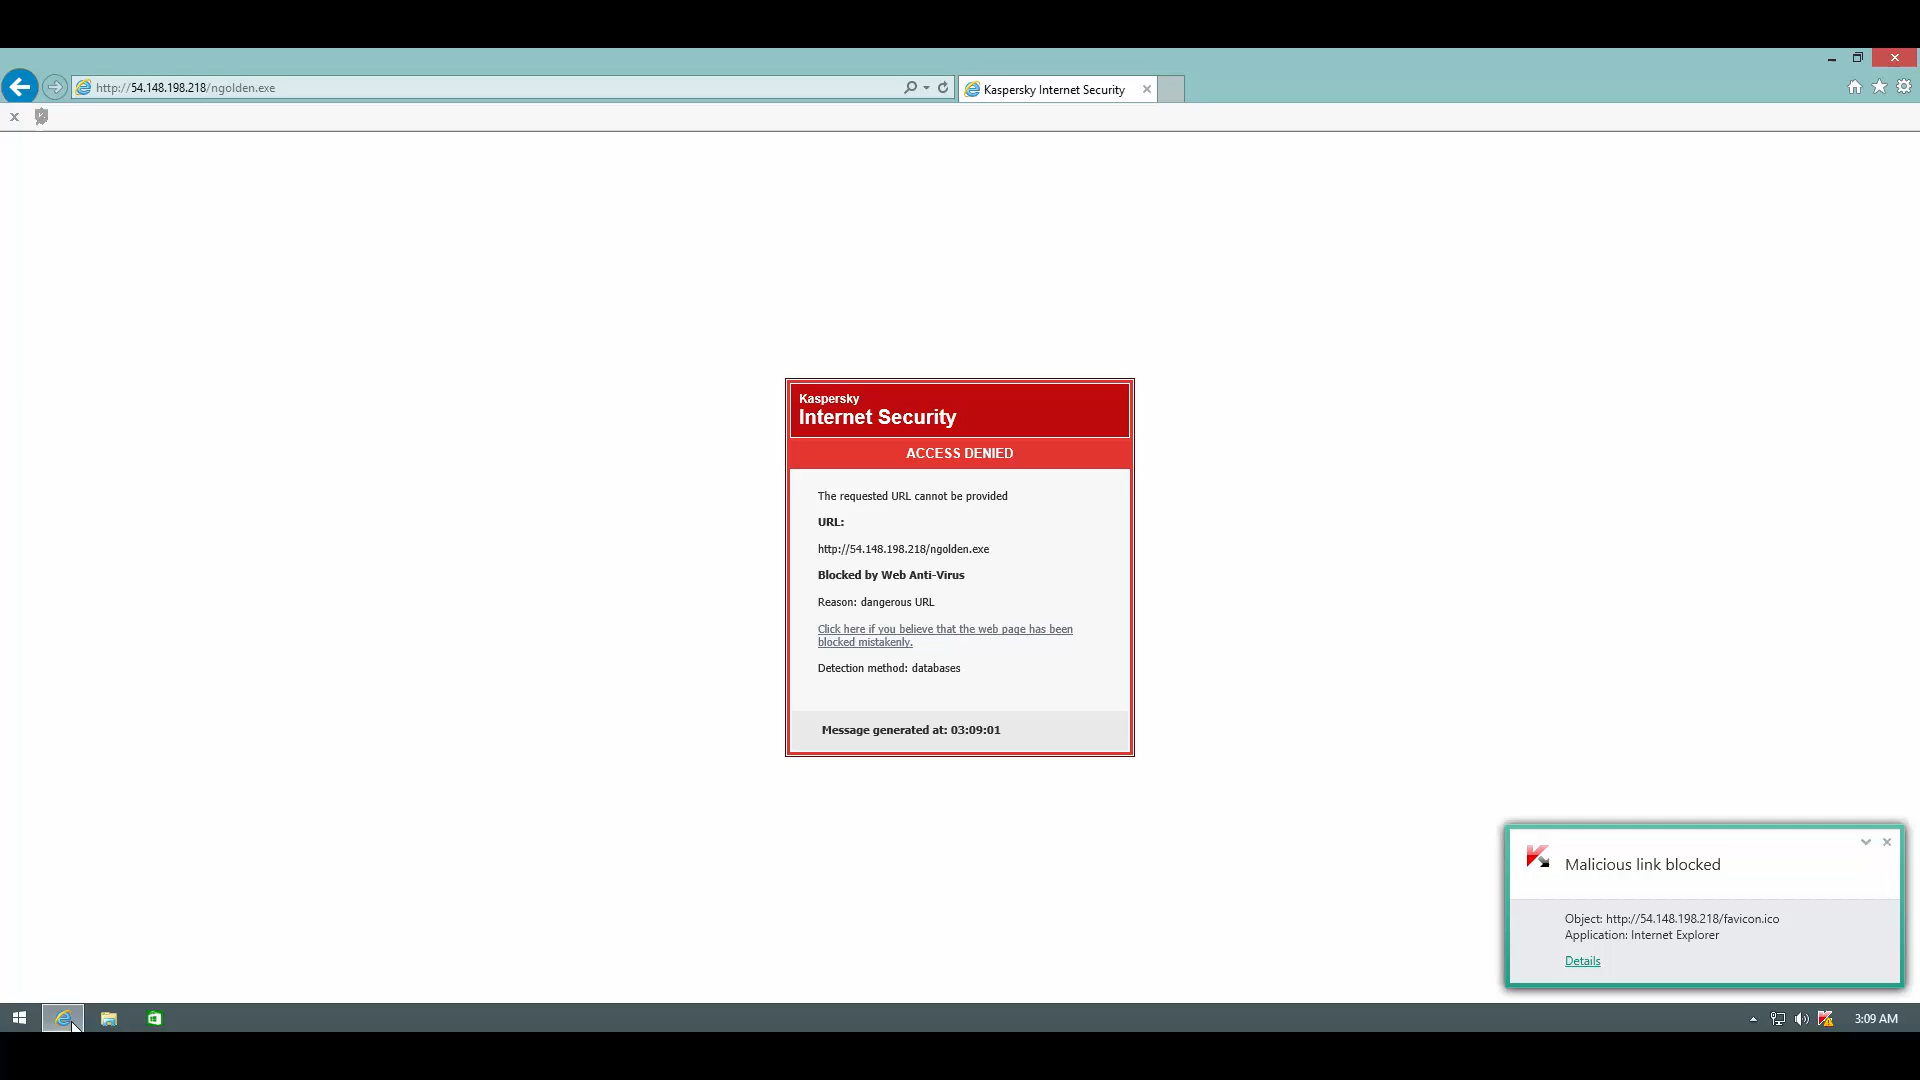 http://54.148.198.218/ngolden.exe
Kaspersky Internet Security
Kaspersky
Internet Security
ACCESS DENIED
The requested URL cannot be provided
URL:
http://54.148.198.218/ngolden.exe
Blocked by Web Anti-Virus
Reason: dangerous URL
Click here if you believe that the web page has been
blocked mistakenly.
Detection method: databases
Message generated at: 03:09:01
Malicious link blocked
Object: http://54.148.198.218/favicon.ico
Application: Internet Explorer
Details
3:09 AM